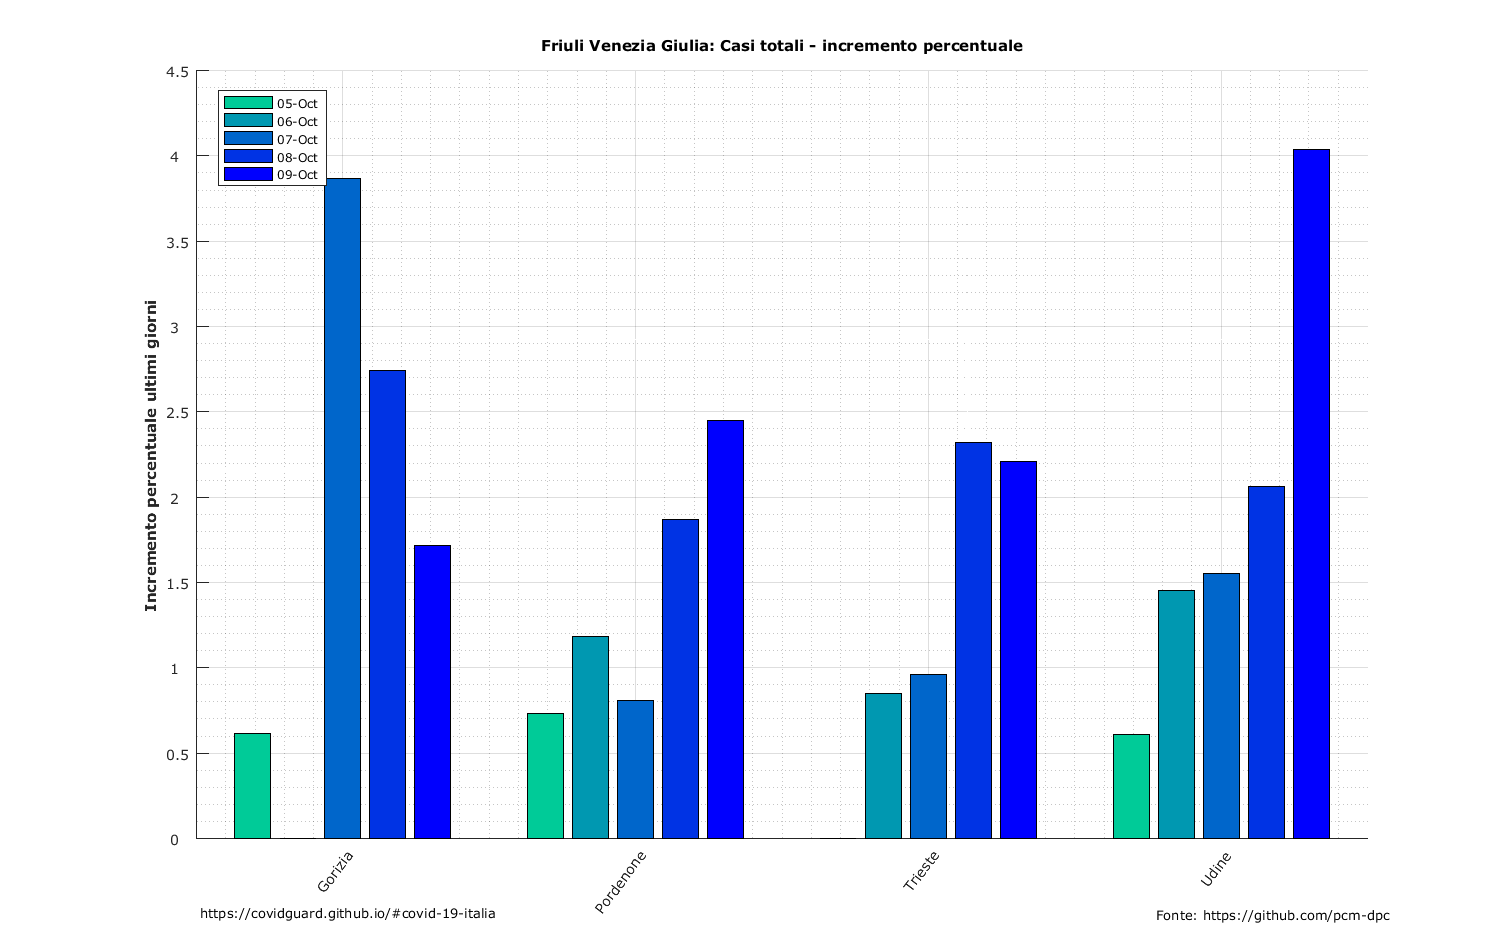 Friuli Venezia Giulia: Casi totali - incremento percentuale
Incremento percentuale ultimi giorni
4.5
4
3.5
3
2.5
2
1.5
1
0.5
0
05-Oct
06-Oct
07-Oct
08-Oct
09-Oct
Gorizia
Pordenone
Trieste
Udine
https://covidguard.github.io/#covid-19-italia
Fonte: https://github.com/pcm-dpc